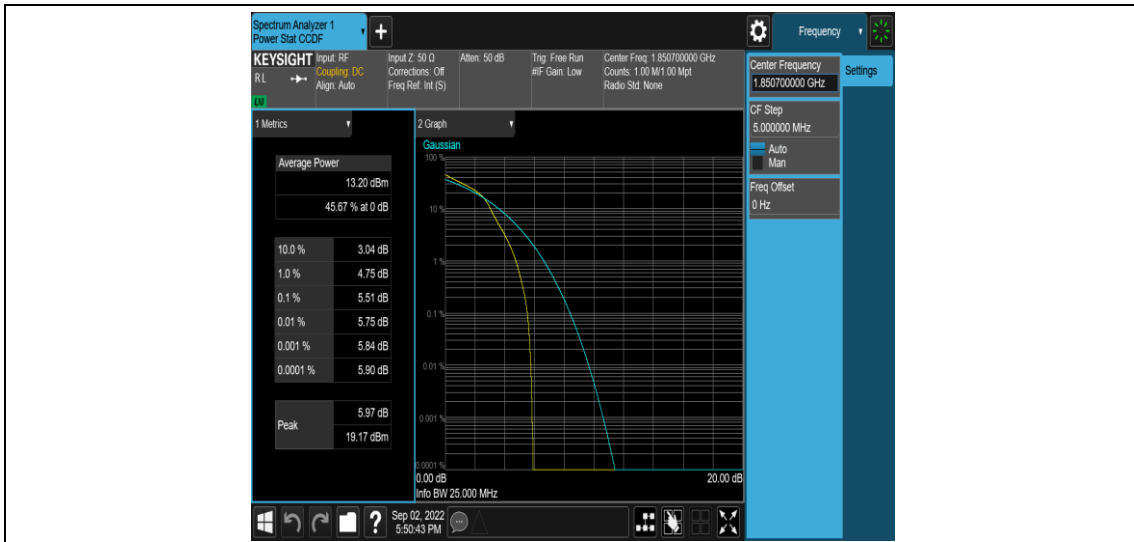 Spectrum Analyzer 1
Power Stat CCDF
+
Frequency
KEYSIGHT
RL
LXI
Input: RF
Coupling: DC
Align: Auto
Input Z: 50 Ω
Corrections: Off
Freq Ref: Int (S)
Atten: 50 dB
Trig: Free Run
#IF Gain: Low
Center Freq: 1.850700000 GHz
Counts: 1.00 M/1.00 Mpt
Radio Std: None
Center Frequency
1.850700000 GHz
Settings
CF Step
5.000000 MHz
Auto
Man
Freq Offset
0 Hz
1 Metrics
Average Power
13.20 dBm
45.67 % at 0 dB
10.0 % 3.04 dB
1.0 % 4.75 dB
0.1 % 5.51 dB
0.01 % 5.75 dB
0.001 % 5.84 dB
0.0001 % 5.90 dB
Peak
5.97 dB
19.17 dBm
2 Graph
Gaussian
100 %
10 %
1 %
0.1 %
0.01 %
0.001 %
0.0001 %
0.00 dB 20.00 dB
Info BW 25.000 MHz
?
Sep 02, 2022
5:50:43 PM